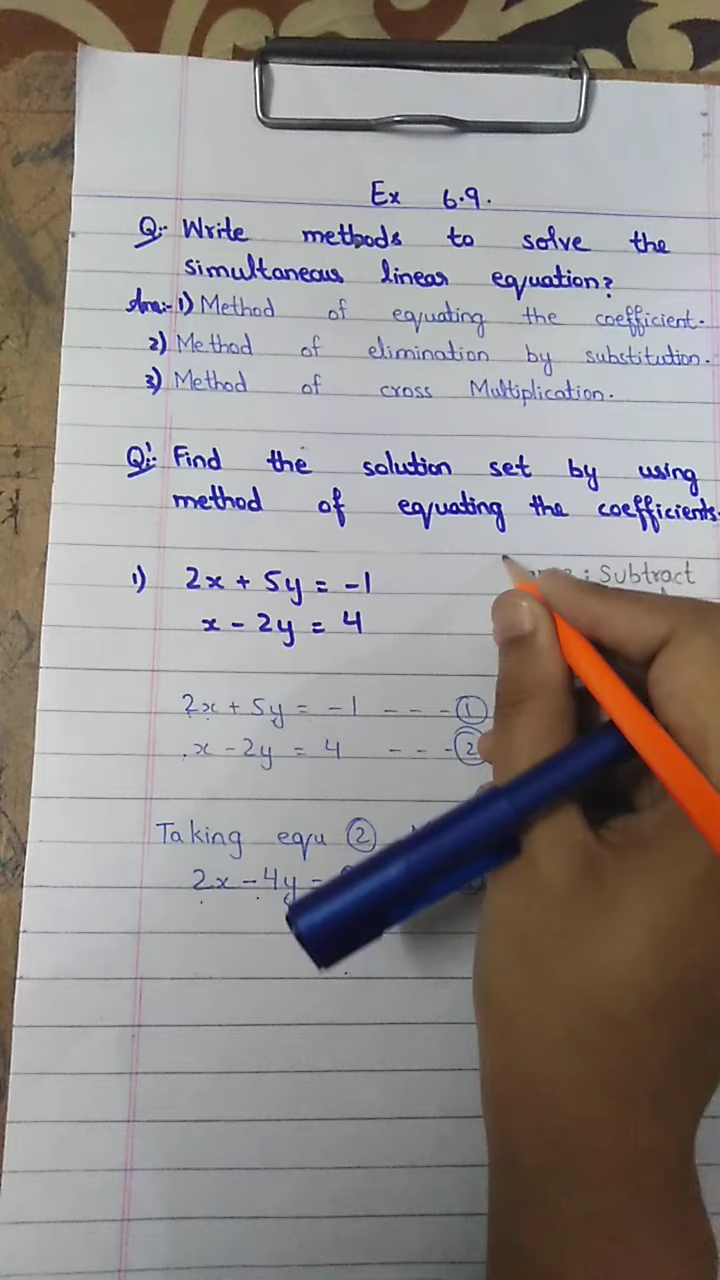 Ex 6.9.
Q:- Write methods to solve the
simultaneous linear equation?
Ans:- 1) Method of equating the coefficient.
2) Method of elimination by substitution.
3) Method of cross Multiplication.
Q1:- Find the solution set by using
method of equating the coefficients.
1) 2x + 5y = -1
: Subtract
x - 2y = 4
2x + 5y = -1 - - - ①
x - 2y = 4 - - - ②
Taking equ ②
2x - 4y